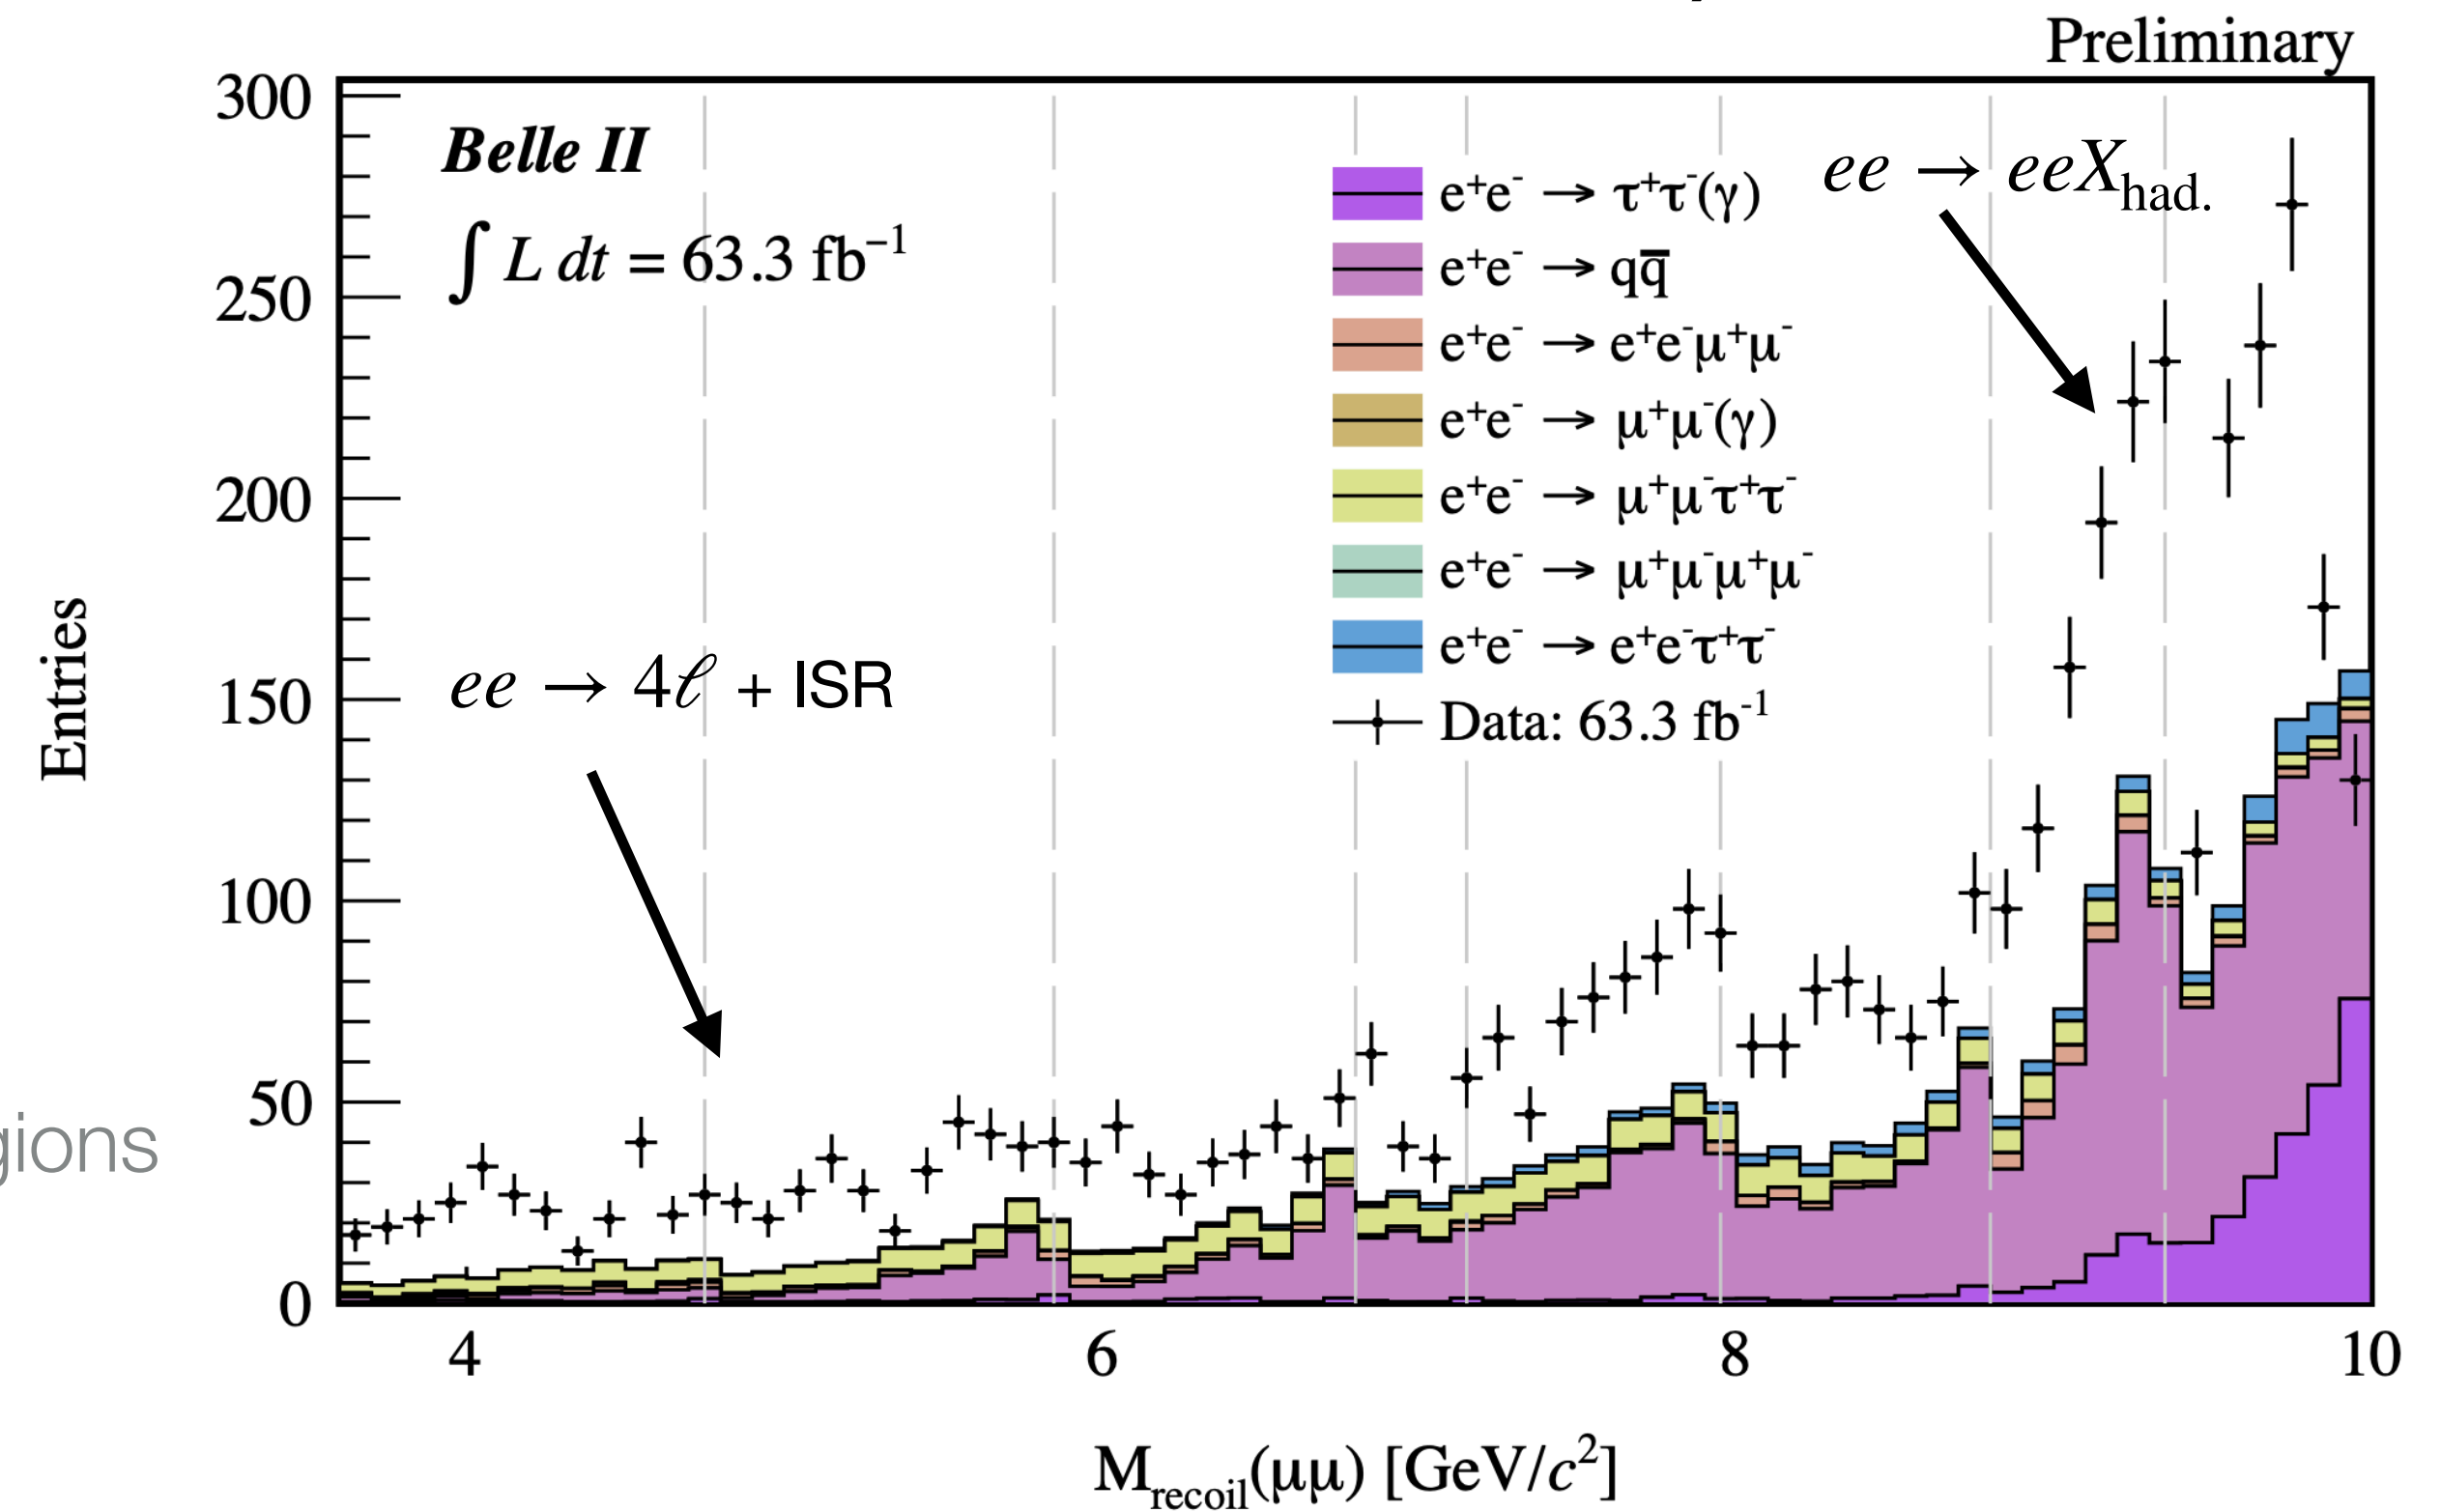 Preliminary
300
250
200
150
100
50
0
Entries
Belle II
∫ L dt = 63.3 fb⁻¹
ee → 4ℓ + ISR
ee → eeX_had.
e⁺e⁻ → τ⁺τ⁻(γ)
e⁺e⁻ → qq̅
e⁺e⁻ → e⁺e⁻μ⁺μ⁻
e⁺e⁻ → μ⁺μ⁻(γ)
e⁺e⁻ → μ⁺μ⁻τ⁺τ⁻
e⁺e⁻ → μ⁺μ⁻μ⁺μ⁻
e⁺e⁻ → e⁺e⁻τ⁺τ⁻
Data: 63.3 fb⁻¹
gions
4 6 8 10
M_recoil(μμ) [GeV/c²]